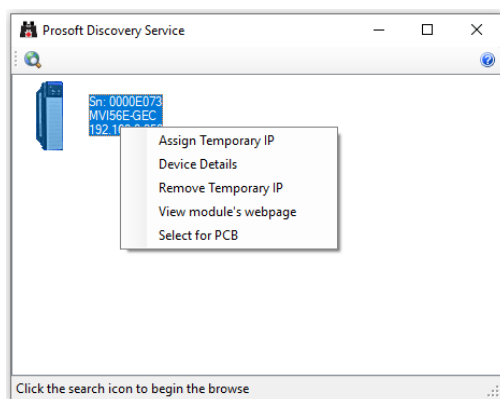 Prosoft Discovery Service
Sn: 0000E073
MVI56E-GEC
Assign Temporary IP
Device Details
Remove Temporary IP
View module's webpage
Select for PCB
Click the search icon to begin the browse